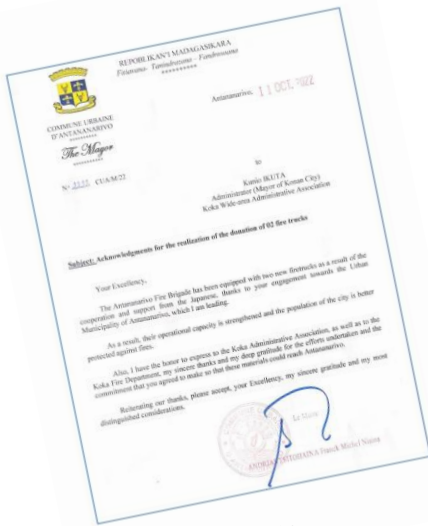 REPOBLIKAN'I MADAGASIKARA
Fitiavana- Tanindrazana - Fandrosoana
**********
COMMUNE URBAINE
D'ANTANANARIVO
The Mayor
**********
N° CUA/M/22
Antananarivo, 11 OCT. 2022
to
Kunio IKUTA
Administrator (Mayor of Konan City)
Koka Wide-area Administrative Association
Subject: Acknowledgments for the realization of the donation of 02 fire trucks
Your Excellency,
The Antananarivo Fire Brigade has been equipped with two new firetrucks as a result of the
cooperation and support from the Japanese, thanks to your engagement towards the Urban
Municipality of Antananarivo, which I am leading.
As a result, their operational capacity is strengthened and the population of the city is better
protected against fires.
Also, I have the honor to express to the Koka Administrative Association, as well as to the
Koka Fire Department, my sincere thanks and my deep gratitude for the efforts undertaken and the
commitment that you agreed to make so that these materials could reach Antananarivo.
Reiterating our thanks, please accept, your Excellency, my sincere gratitude and my most
distinguished considerations.
Le Maire